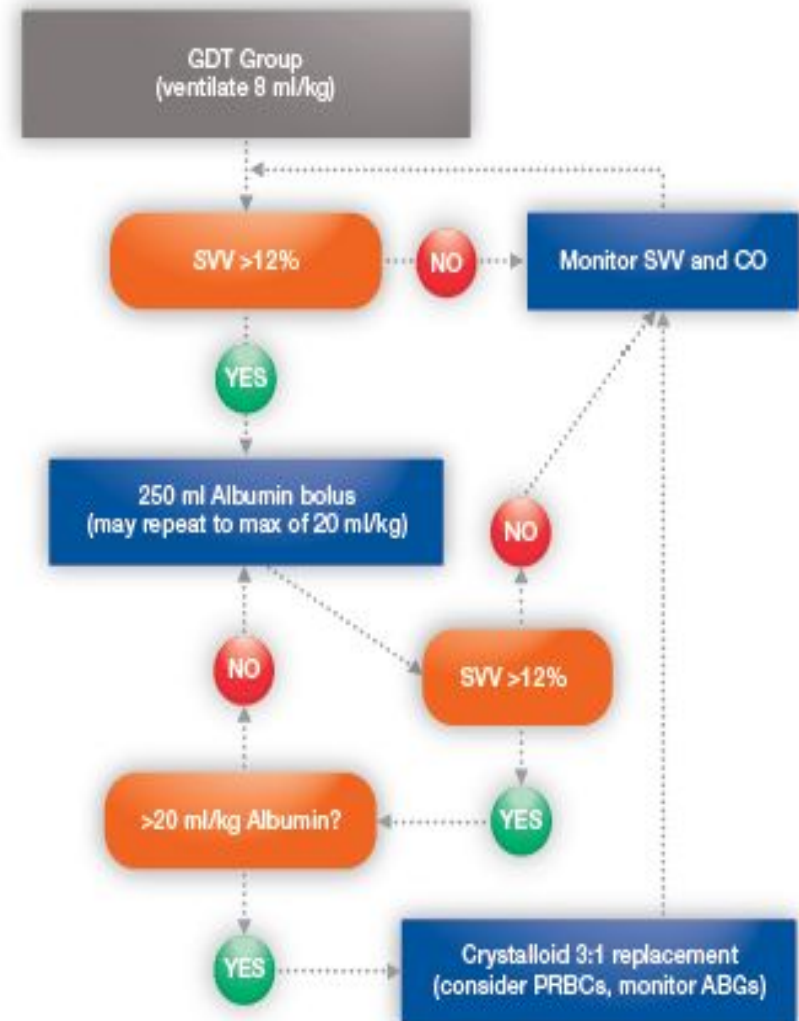 GDT Group
(ventilate 8 ml/kg)
SVV >12%
NO
Monitor SVV and CO
YES
250 ml Albumin bolus
(may repeat to max of 20 ml/kg)
NO
NO
SVV >12%
>20 ml/kg Albumin?
YES
YES
Crystalloid 3:1 replacement
(consider PRBCs, monitor ABGs)